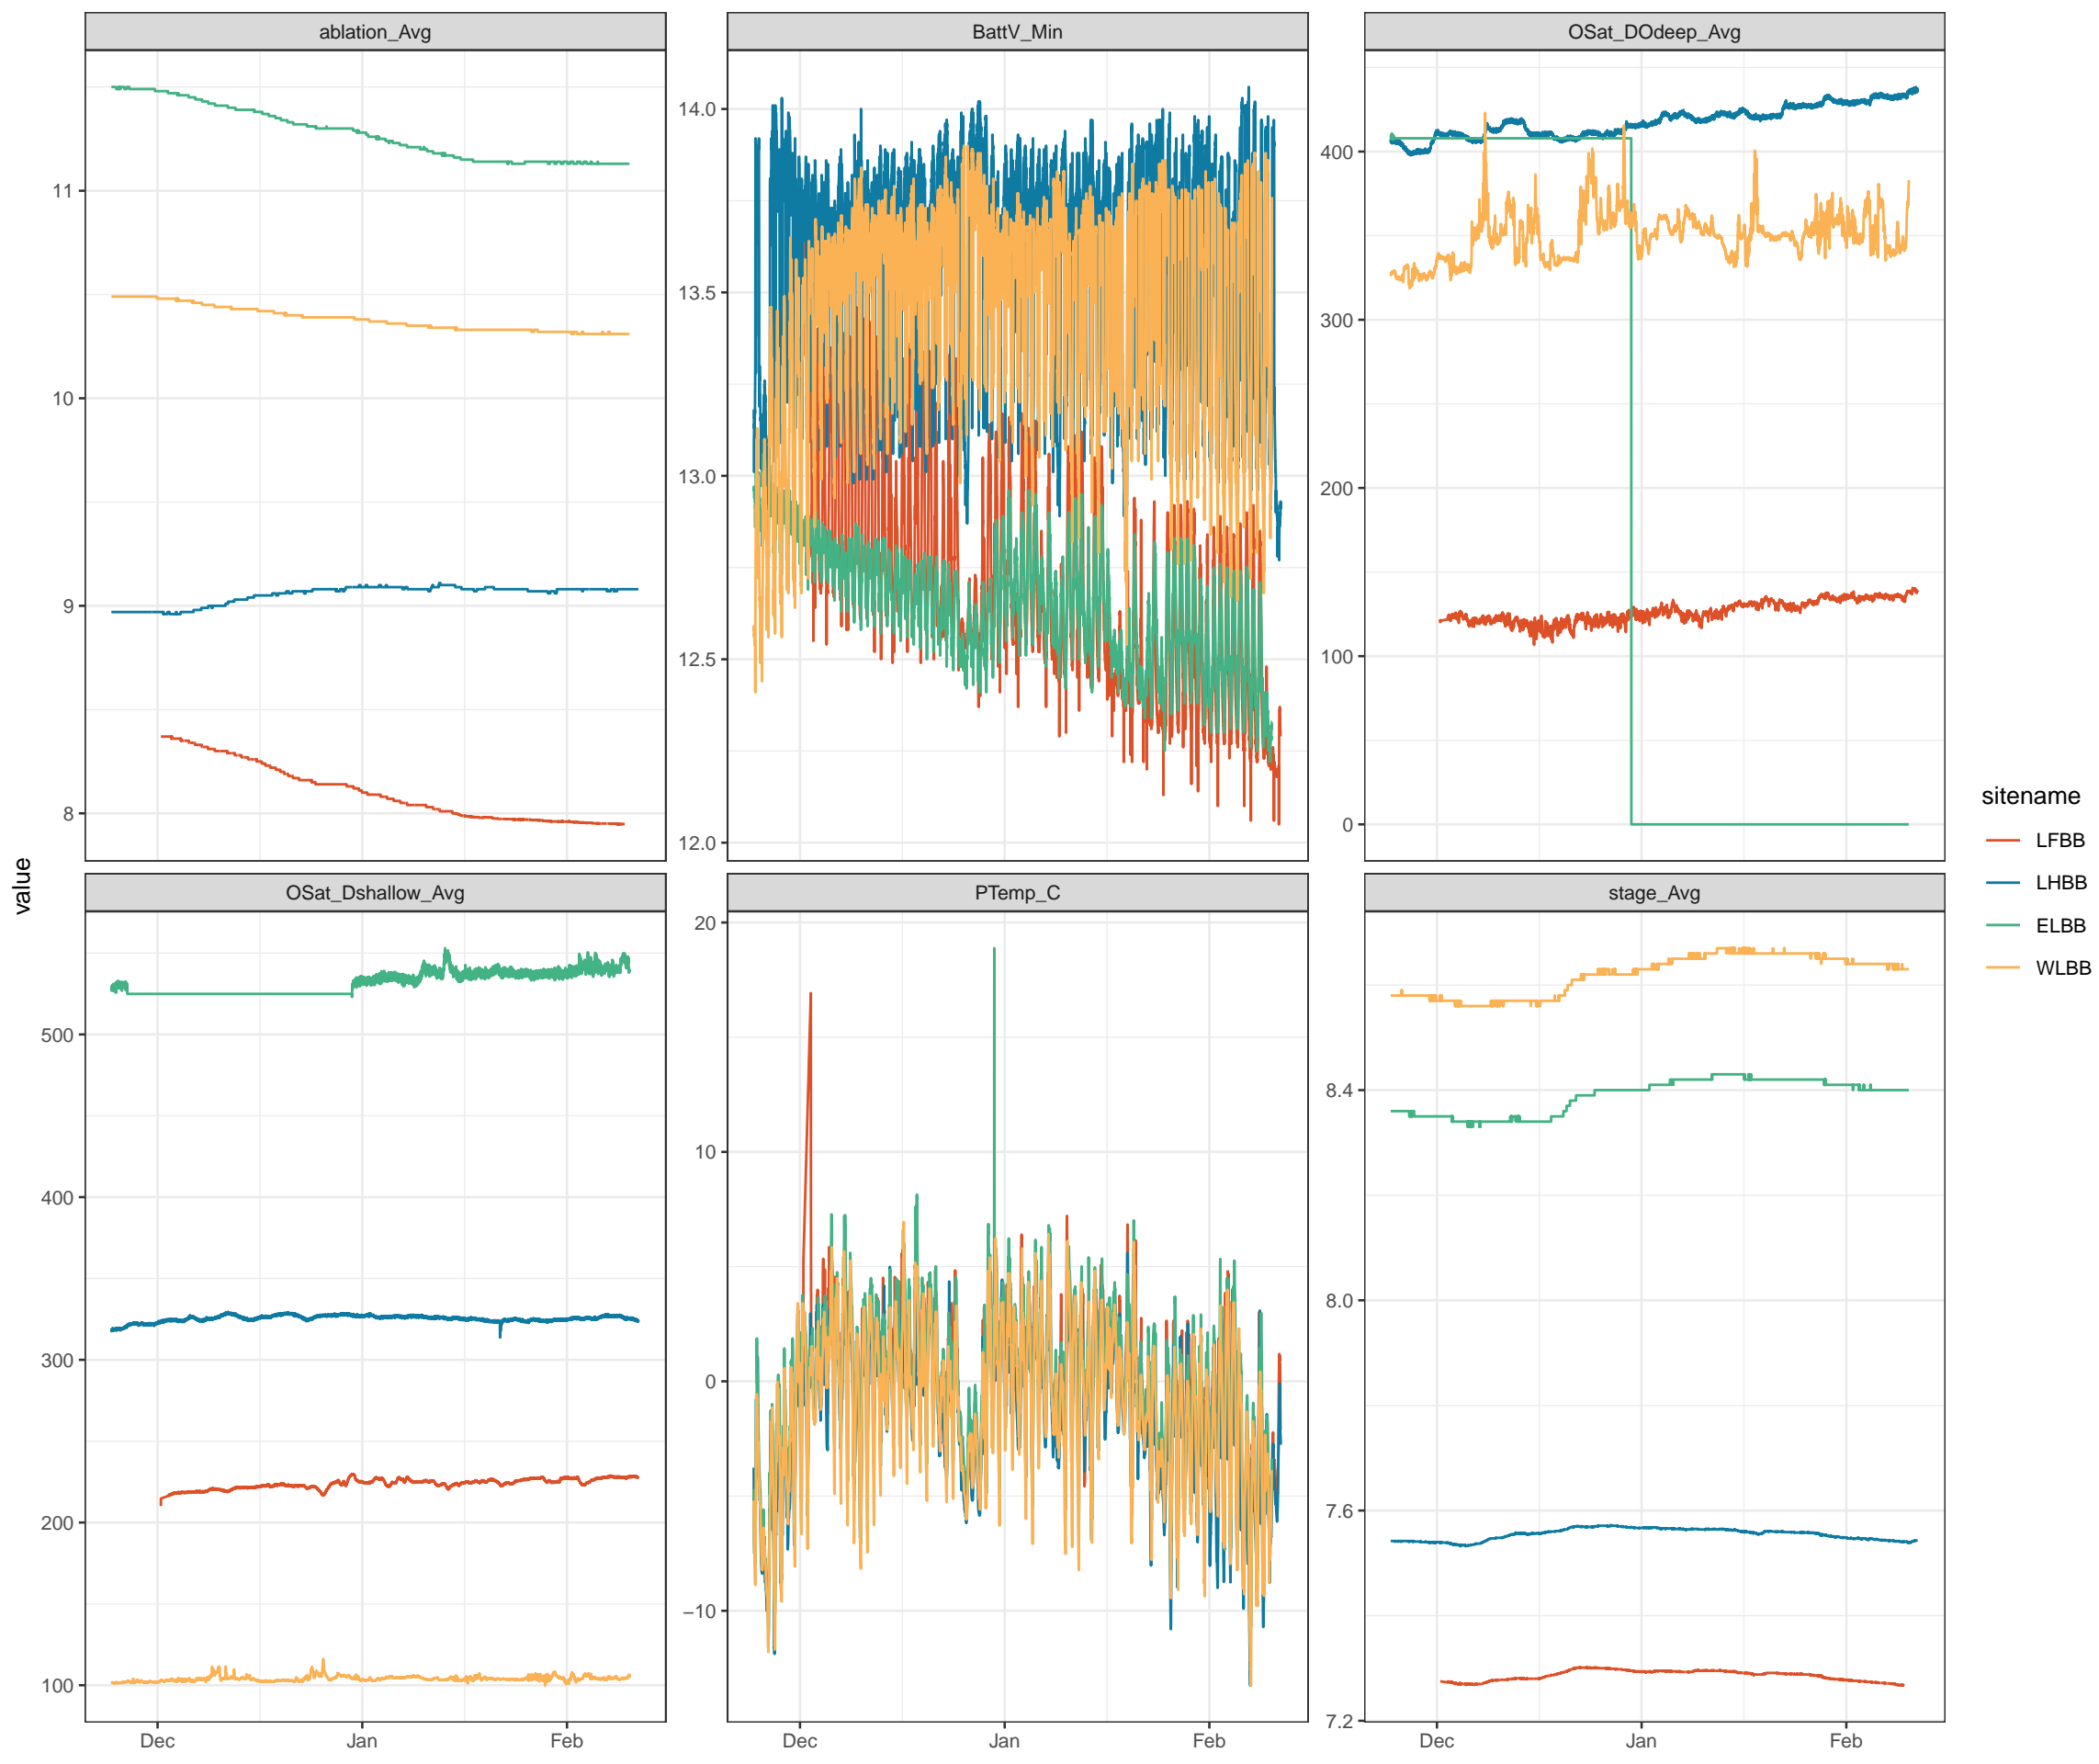 ablation_Avg
BattV_Min
OSat_DOdeep_Avg
11
10
9
8
14.0
13.5
13.0
12.5
12.0
400
300
200
100
0
value
OSat_Dshallow_Avg
PTemp_C
stage_Avg
500
400
300
200
100
20
10
0
−10
8.4
8.0
7.6
7.2
Dec Jan Feb
Dec Jan Feb
Dec Jan Feb
sitename
LFBB
LHBB
ELBB
WLBB